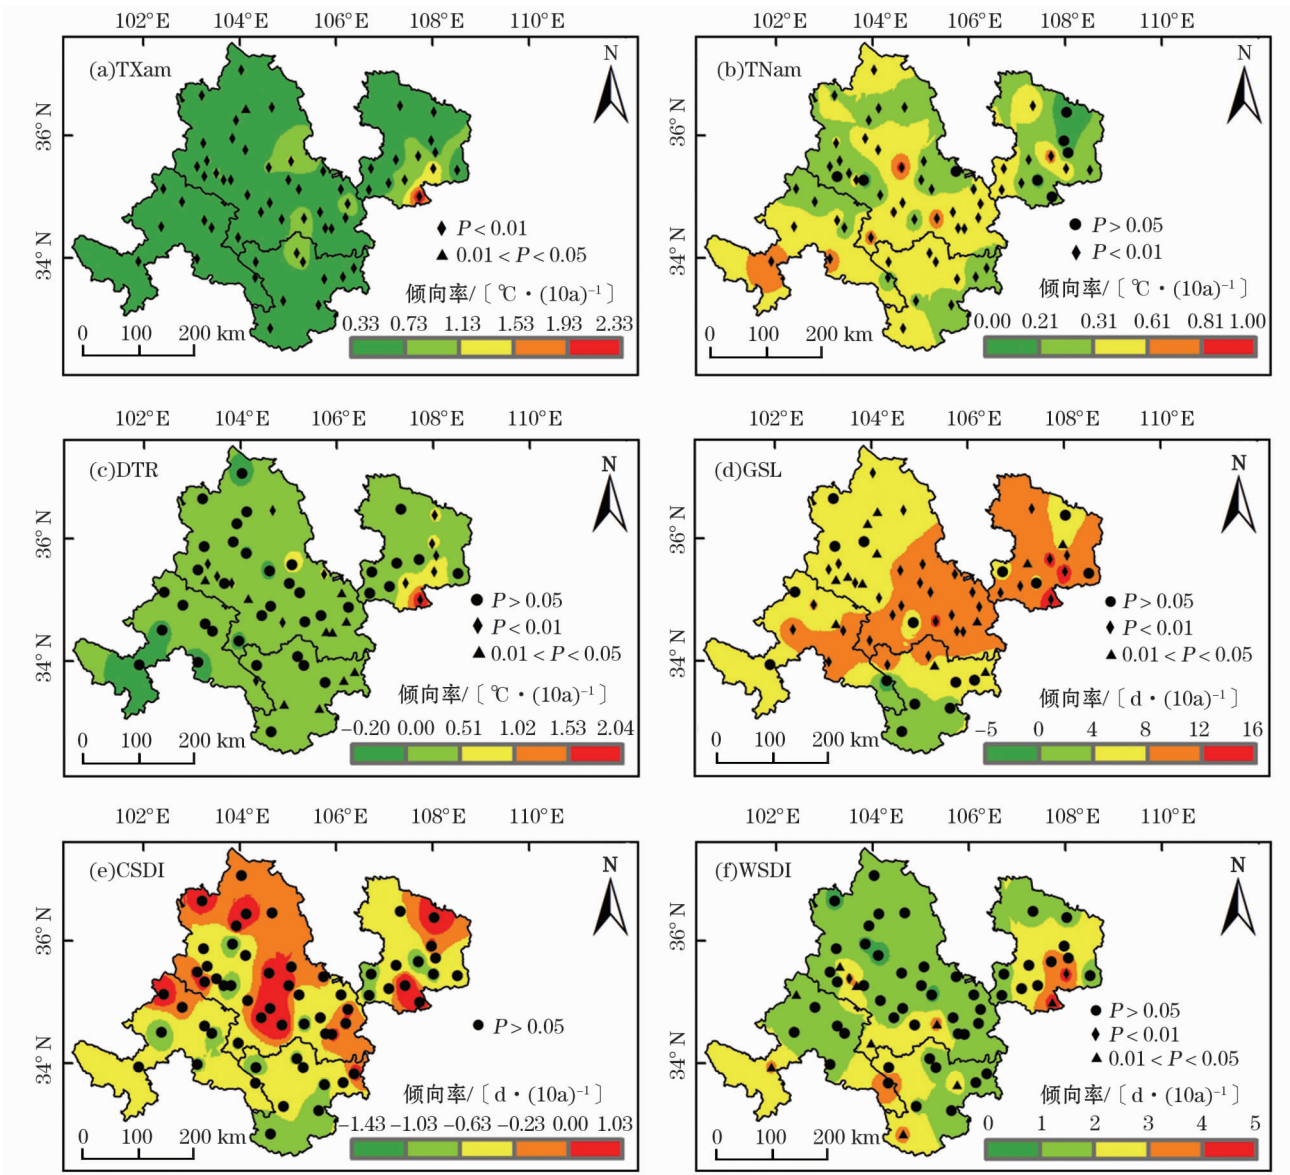 102°E 104°E 106°E 108°E 110°E
102°E 104°E 106°E 108°E 110°E
(a)TXam
N
36° N
34° N
P<0.01
0.01<P<0.05
倾向率/〔℃·(10a)⁻¹〕
0.33 0.73 1.13 1.53 1.93 2.33
0 100 200 km
(b)TNam
N
36° N
34° N
P>0.05
P<0.01
倾向率/〔℃·(10a)⁻¹〕
0.00 0.21 0.31 0.61 0.81 1.00
0 100 200 km
102°E 104°E 106°E 108°E 110°E
102°E 104°E 106°E 108°E 110°E
(c)DTR
N
36° N
34° N
P>0.05
P<0.01
0.01<P<0.05
倾向率/〔℃·(10a)⁻¹〕
−0.20 0.00 0.51 1.02 1.53 2.04
0 100 200 km
(d)GSL
N
36° N
34° N
P>0.05
P<0.01
0.01<P<0.05
倾向率/〔d·(10a)⁻¹〕
−5 0 4 8 12 16
0 100 200 km
102°E 104°E 106°E 108°E 110°E
102°E 104°E 106°E 108°E 110°E
(e)CSDI
N
36° N
34° N
P>0.05
倾向率/〔d·(10a)⁻¹〕
−1.43 −1.03 −0.63 −0.23 0.00 1.03
0 100 200 km
(f)WSDI
N
36° N
34° N
P>0.05
P<0.01
0.01<P<0.05
倾向率/〔d·(10a)⁻¹〕
0 1 2 3 4 5
0 100 200 km